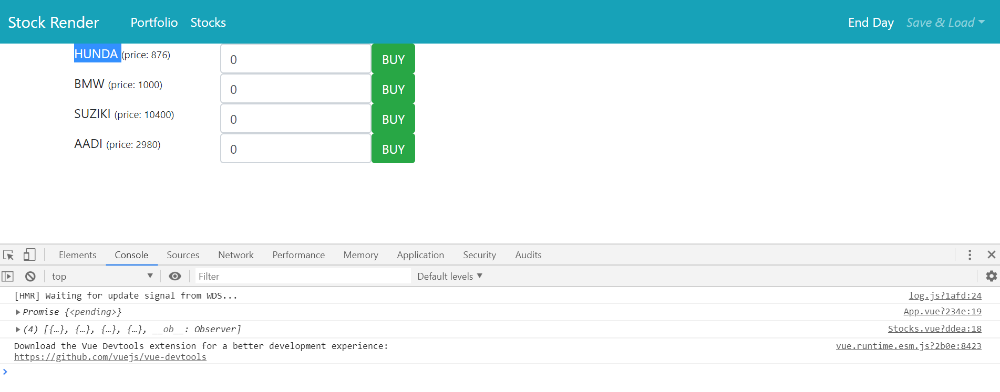 Stock Render Portfolio Stocks End Day Save & Load
HUNDA (price: 876) 0 BUY
BMW (price: 1000) 0 BUY
SUZIKI (price: 10400) 0 BUY
AADI (price: 2980) 0 BUY
Elements Console Sources Network Performance Memory Application Security Audits
top Filter Default levels
[HMR] Waiting for update signal from WDS... log.js?1afd:24
Promise {<pending>} App.vue?234e:19
(4) [{…}, {…}, {…}, {…}, __ob__: Observer] Stocks.vue?ddea:18
Download the Vue Devtools extension for a better development experience: vue.runtime.esm.js?2b0e:8423
https://github.com/vuejs/vue-devtools